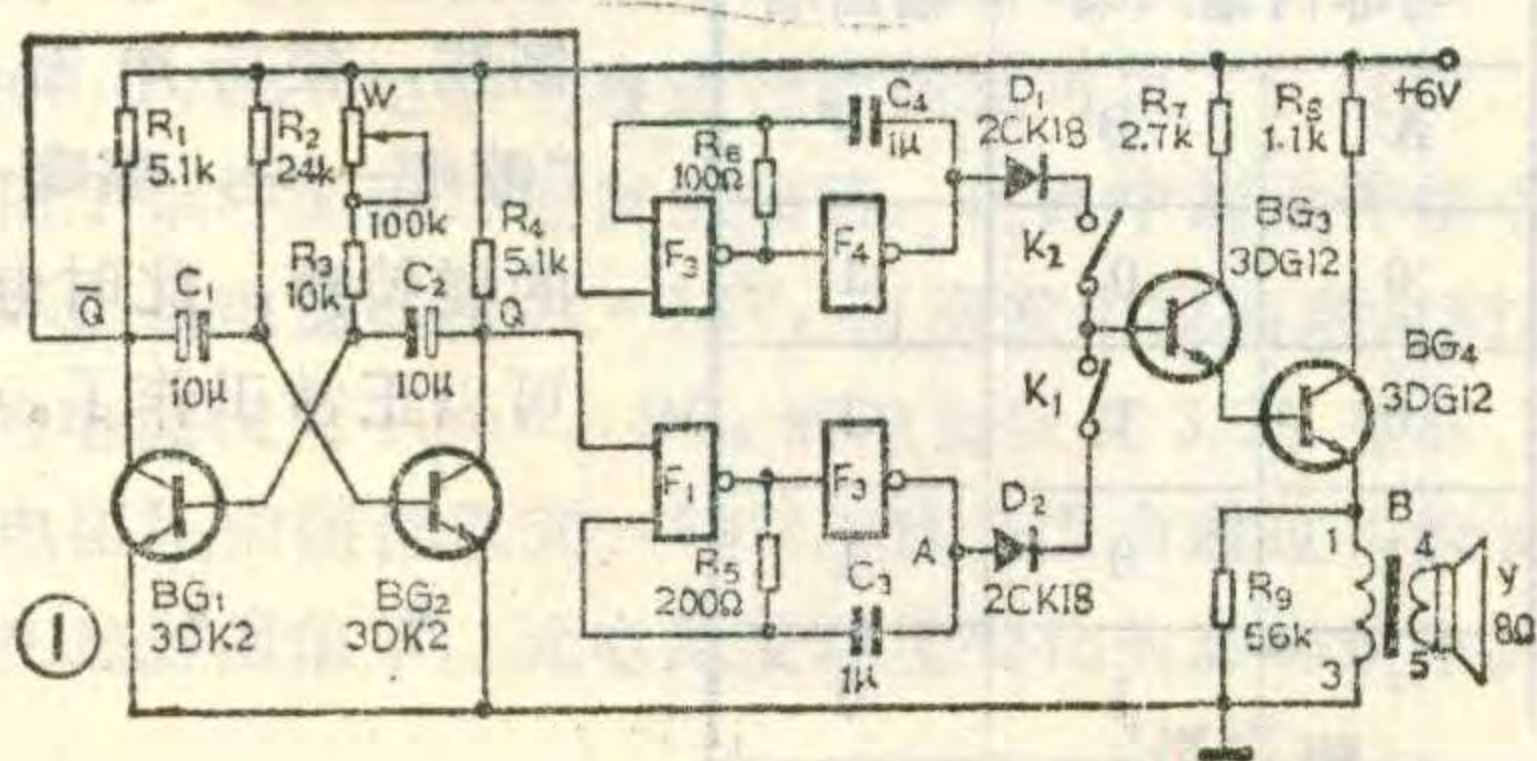 R₁
5.1k
R₂
24k
W
100k
R₃
10k
R₄
5.1k
Q̅
C₁
10μ
C₂
10μ
Q
BG₁
3DK2
BG₂
3DK2
①
R₆
100Ω
C₄
1μ
F₃
F₄
D₁
2CK18
K₂
K₁
F₁
F₃
R₅
200Ω
C₃
1μ
A
D₂
2CK18
R₇
2.7k
R₈
1.1k
+6V
BG₃
3DG12
BG₄
3DG12
R₉
56k
B
1
3
4
5
Y
8Ω